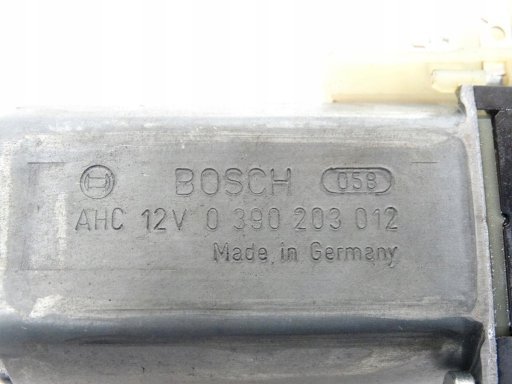 BOSCH 058
AHC 12V 0 390 203 012
Made in Germany